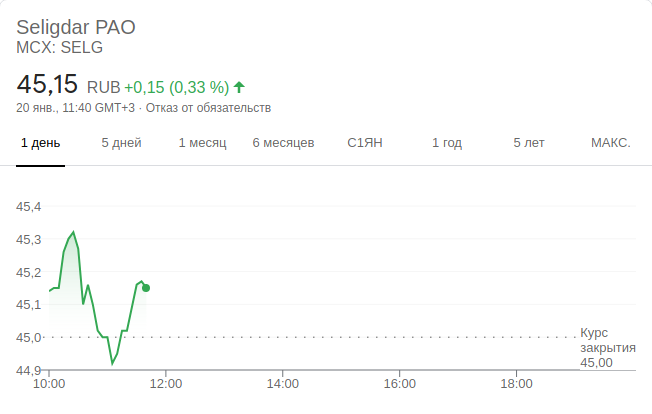 Seligdar PAO
MCX: SELG
45,15 RUB +0,15 (0,33 %)
20 янв., 11:40 GMT+3 · Отказ от обязательств
1 день 5 дней 1 месяц 6 месяцев С1ЯН 1 год 5 лет МАКС.
45,4
45,3
45,2
45,1
45,0
Курс
закрытия
45,00
44,9
10:00 12:00 14:00 16:00 18:00